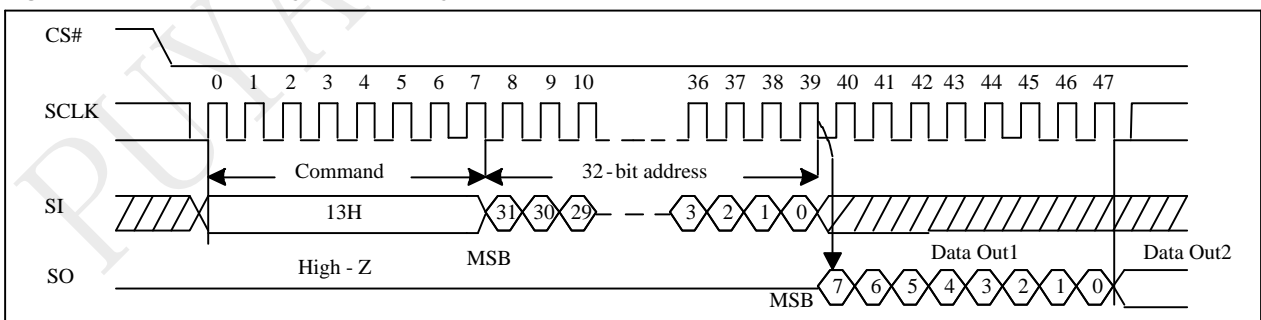 CS#
0 1 2 3 4 5 6 7 8 9 10 36 37 38 39 40 41 42 43 44 45 46 47
SCLK
Command 32-bit address
SI 13H 31 30 29 3 2 1 0
High - Z MSB Data Out1 Data Out2
SO MSB 7 6 5 4 3 2 1 0
PUYA